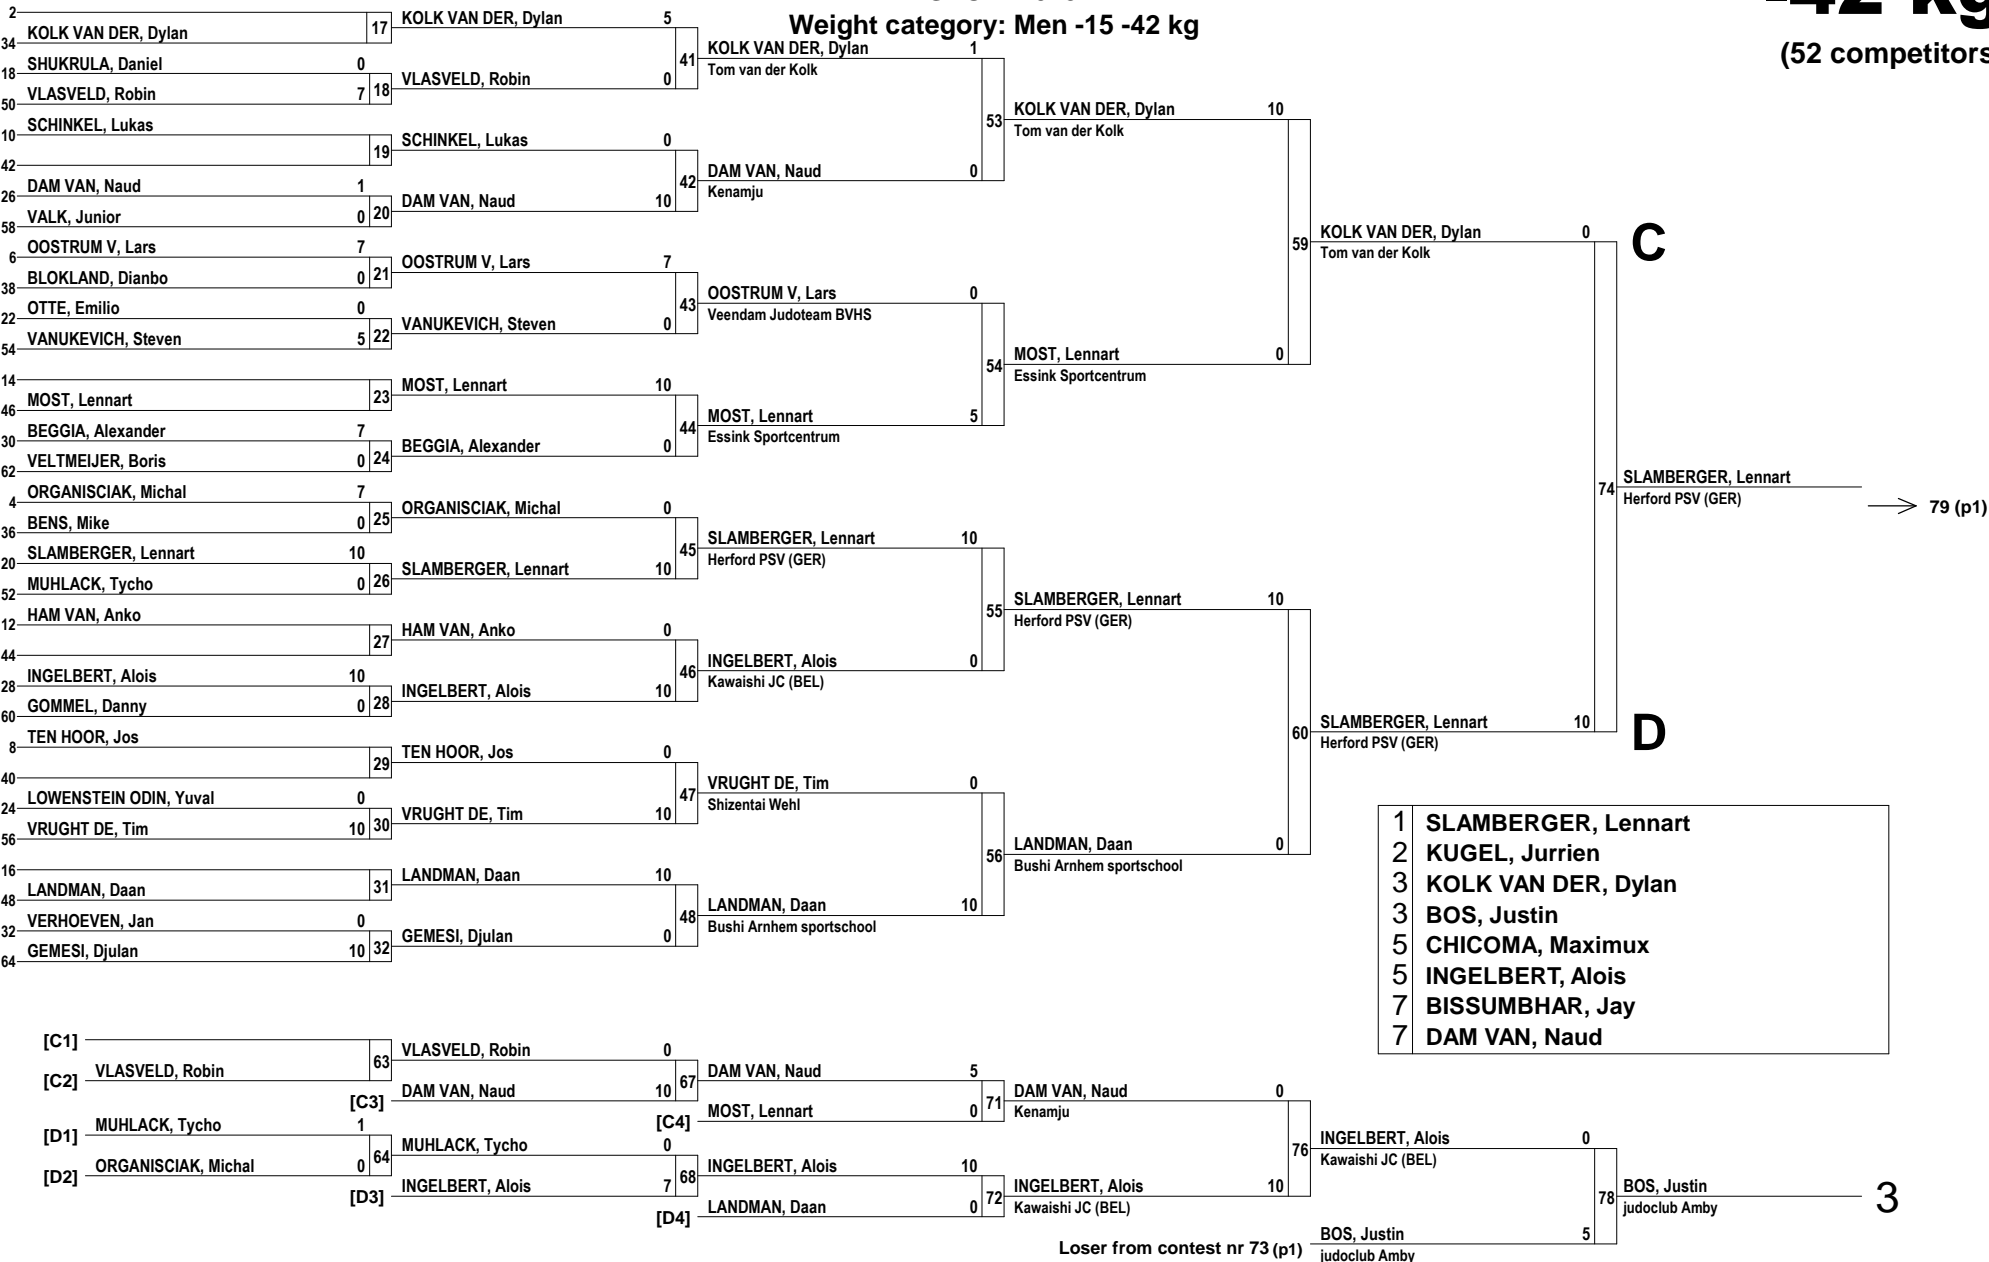 -42 kg
Weight category: Men -15 -42 kg
(52 competitors
2
34 KOLK VAN DER, Dylan
17
18 SHUKRULA, Daniel 0
50 VLASVELD, Robin 7
18
10 SCHINKEL, Lukas
42
19
26 DAM VAN, Naud 1
58 VALK, Junior 0
20
6 OOSTRUM V, Lars 7
38 BLOKLAND, Dianbo 0
21
22 OTTE, Emilio 0
54 VANUKEVICH, Steven 5
22
14
46 MOST, Lennart
23
30 BEGGIA, Alexander 7
62 VELTMEIJER, Boris 0
24
4 ORGANISCIAK, Michal 7
36 BENS, Mike 0
25
20 SLAMBERGER, Lennart 10
52 MUHLACK, Tycho 0
26
12 HAM VAN, Anko
44
27
28 INGELBERT, Alois 10
60 GOMMEL, Danny 0
28
8 TEN HOOR, Jos
40
29
24 LOWENSTEIN ODIN, Yuval 0
56 VRUGHT DE, Tim 10
30
16
48 LANDMAN, Daan
31
32 VERHOEVEN, Jan 0
64 GEMESI, Djulan 10
32
KOLK VAN DER, Dylan 5
VLASVELD, Robin 0
41
SCHINKEL, Lukas 0
DAM VAN, Naud 10
42
OOSTRUM V, Lars 7
VANUKEVICH, Steven 0
43
MOST, Lennart 10
BEGGIA, Alexander 0
44
ORGANISCIAK, Michal 0
SLAMBERGER, Lennart 10
45
HAM VAN, Anko 0
INGELBERT, Alois 10
46
TEN HOOR, Jos 0
VRUGHT DE, Tim 10
47
LANDMAN, Daan 10
GEMESI, Djulan 0
48
KOLK VAN DER, Dylan 1
Tom van der Kolk
DAM VAN, Naud 0
Kenamju
53
OOSTRUM V, Lars 0
Veendam Judoteam BVHS
MOST, Lennart 5
Essink Sportcentrum
54
SLAMBERGER, Lennart 10
Herford PSV (GER)
INGELBERT, Alois 0
Kawaishi JC (BEL)
55
VRUGHT DE, Tim 0
Shizentai Wehl
LANDMAN, Daan 10
Bushi Arnhem sportschool
56
KOLK VAN DER, Dylan 10
Tom van der Kolk
MOST, Lennart 0
Essink Sportcentrum
59
SLAMBERGER, Lennart 10
Herford PSV (GER)
LANDMAN, Daan 0
Bushi Arnhem sportschool
60
KOLK VAN DER, Dylan 0
Tom van der Kolk
C
SLAMBERGER, Lennart 10
Herford PSV (GER)
D
74
SLAMBERGER, Lennart
Herford PSV (GER)
79 (p1)
1 SLAMBERGER, Lennart
2 KUGEL, Jurrien
3 KOLK VAN DER, Dylan
3 BOS, Justin
5 CHICOMA, Maximux
5 INGELBERT, Alois
7 BISSUMBHAR, Jay
7 DAM VAN, Naud
[C1]
[C2] VLASVELD, Robin
63
[D1] MUHLACK, Tycho 1
[D2] ORGANISCIAK, Michal 0
64
VLASVELD, Robin 0
[C3] DAM VAN, Naud 10
67
MUHLACK, Tycho 0
[D3] INGELBERT, Alois 7
68
DAM VAN, Naud 5
[C4] MOST, Lennart 0
71
INGELBERT, Alois 10
[D4] LANDMAN, Daan 0
72
DAM VAN, Naud 0
Kenamju
INGELBERT, Alois 10
Kawaishi JC (BEL)
76
INGELBERT, Alois 0
Kawaishi JC (BEL)
Loser from contest nr 73 (p1) BOS, Justin 5
judoclub Amby
78
BOS, Justin
judoclub Amby
3